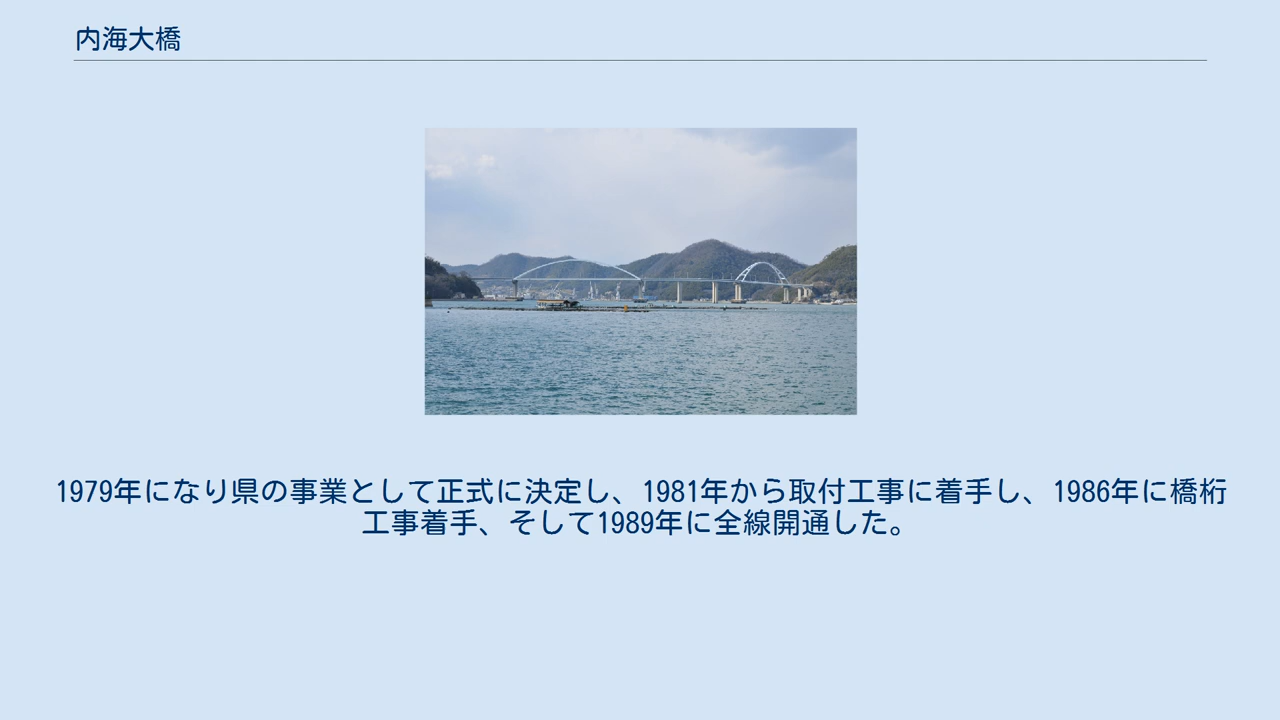 内海大橋
1979年になり県の事業として正式に決定し、1981年から取付工事に着手し、1986年に橋桁
工事着手、そして1989年に全線開通した。